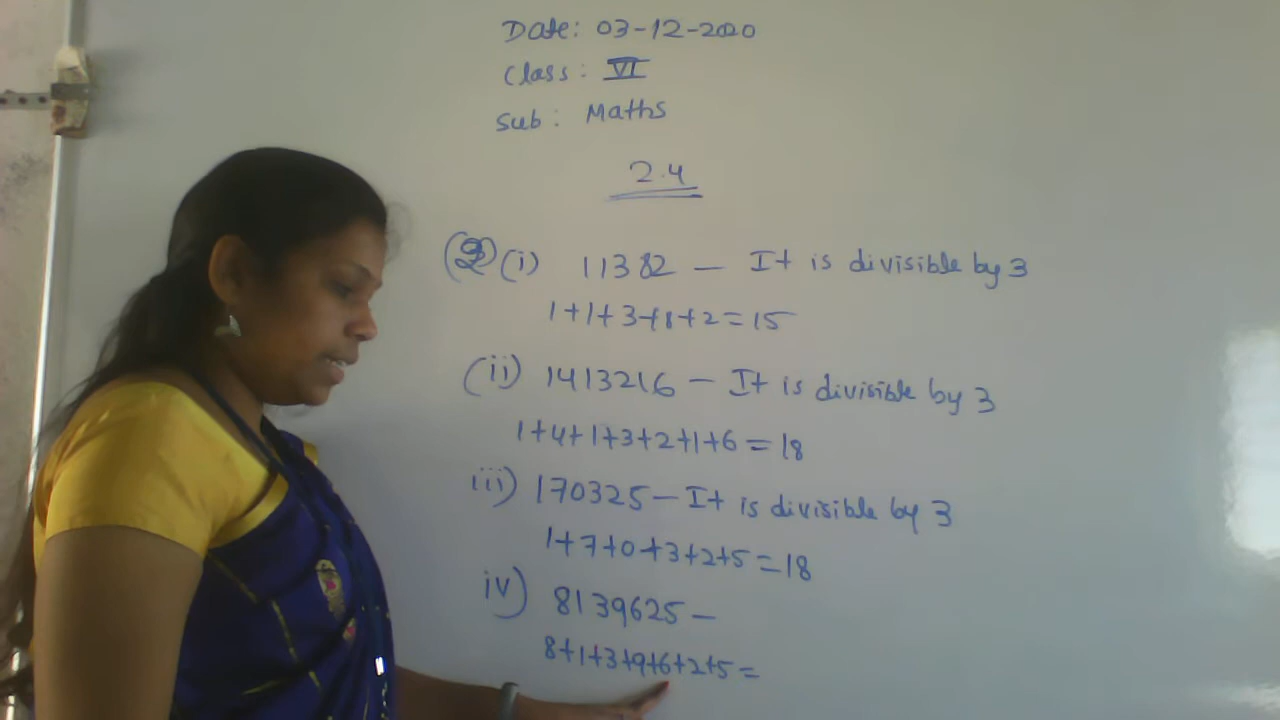 Date: 03-12-2020
Class: VI
Sub: Maths
2.4
(i) 11382 - It is divisible by 3
1+1+3+8+2=15
(ii) 1413216 - It is divisible by 3
1+4+1+3+2+1+6=18
iii) 170325 - It is divisible by 3
1+7+0+3+2+5=18
iv) 8139625 -
8+1+3+9+6+2+5=